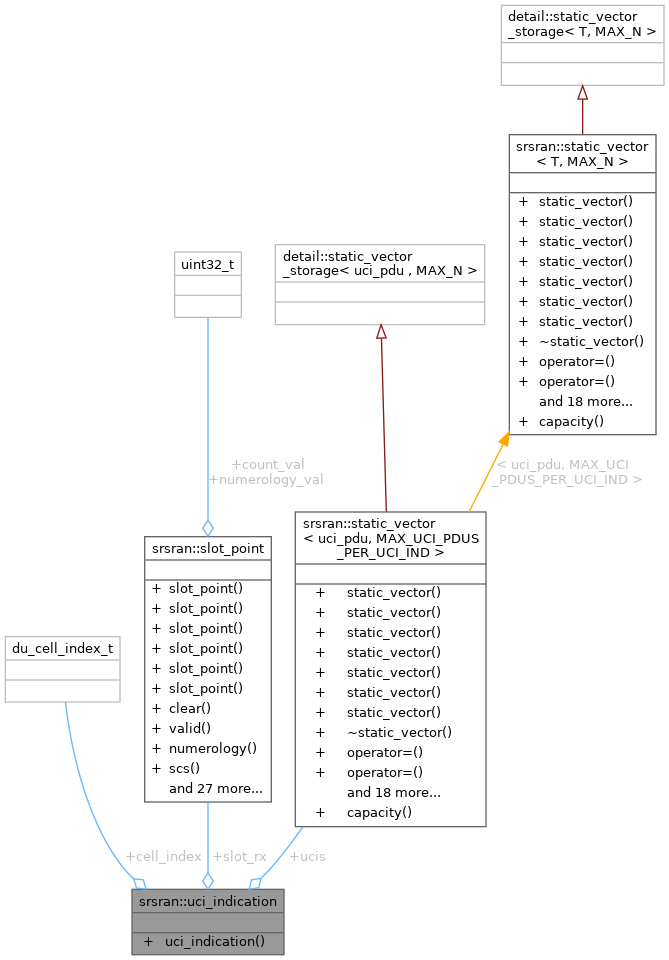 detail::static_vector
_storage< T, MAX_N >
srsran::static_vector
< T, MAX_N >
+ static_vector()
+ static_vector()
+ static_vector()
+ static_vector()
+ static_vector()
+ static_vector()
+ static_vector()
+ ~static_vector()
+ operator=()
+ operator=()
and 18 more...
+ capacity()
uint32_t
detail::static_vector
_storage< uci_pdu , MAX_N >
+count_val
+numerology_val
< uci_pdu, MAX_UCI
_PDUS_PER_UCI_IND >
srsran::slot_point
+ slot_point()
+ slot_point()
+ slot_point()
+ slot_point()
+ slot_point()
+ slot_point()
+ clear()
+ valid()
+ numerology()
+ scs()
and 27 more...
srsran::static_vector
< uci_pdu, MAX_UCI_PDUS
_PER_UCI_IND >
+ static_vector()
+ static_vector()
+ static_vector()
+ static_vector()
+ static_vector()
+ static_vector()
+ static_vector()
+ ~static_vector()
+ operator=()
+ operator=()
and 18 more...
+ capacity()
du_cell_index_t
+cell_index
+slot_rx
+ucis
srsran::uci_indication
+ uci_indication()